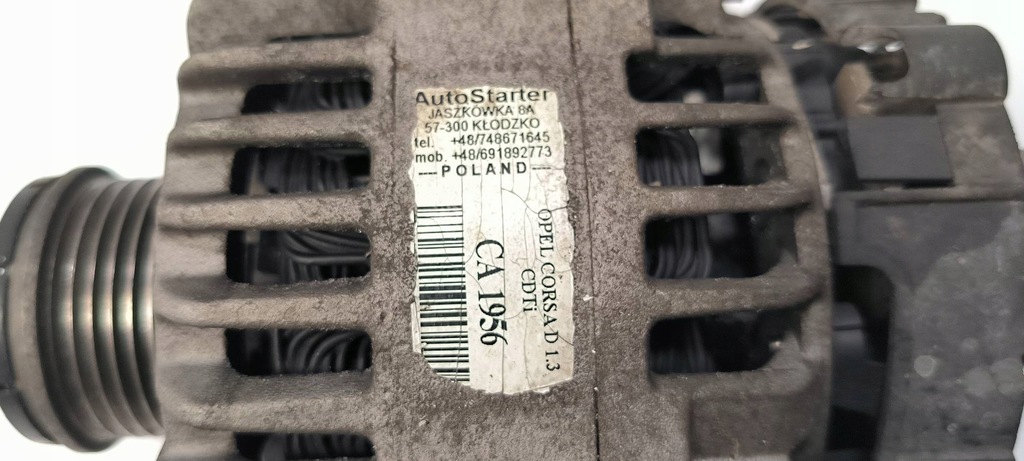 AutoStarter
JASZKÓWKA 8A
57-300 KŁODZKO
tel. +48/748671645
mob. +48/691892773
---POLAND---
OPEL CORSA D 1.3
CDTi
CA 1956